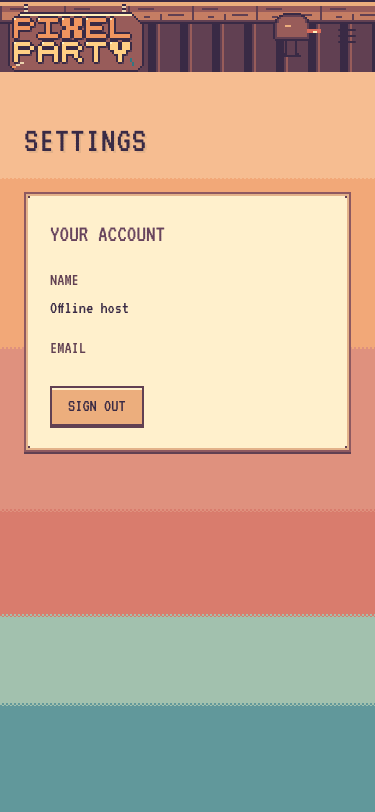 PIXEL
PARTY
SETTINGS
YOUR ACCOUNT
NAME
Offline host
EMAIL
SIGN OUT